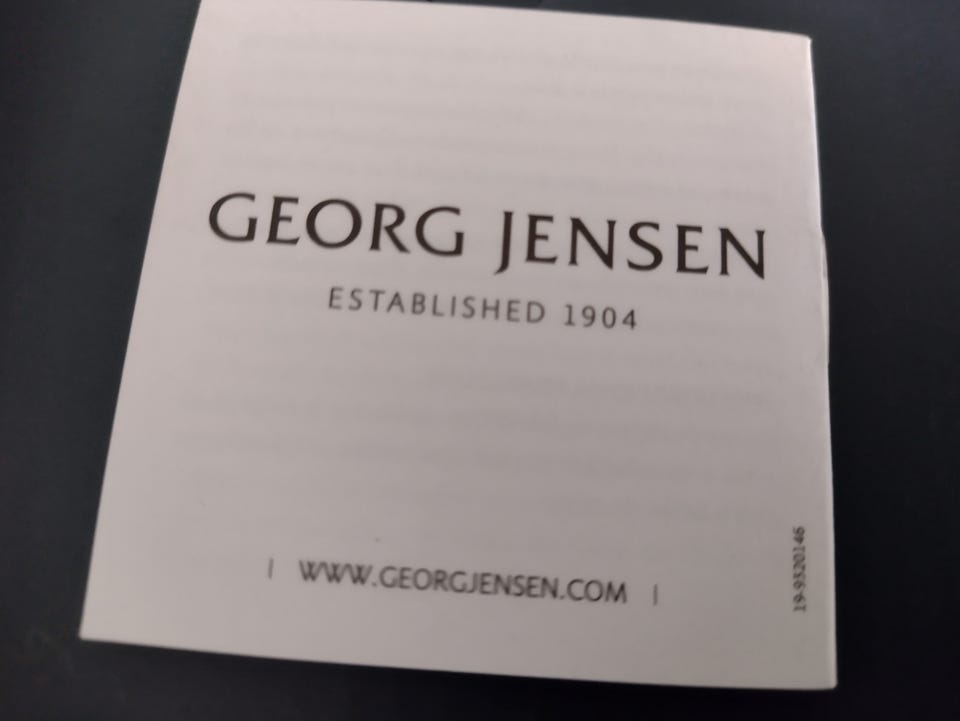 GEORG JENSEN
ESTABLISHED 1904
| WWW.GEORGJENSEN.COM |
19-9320146